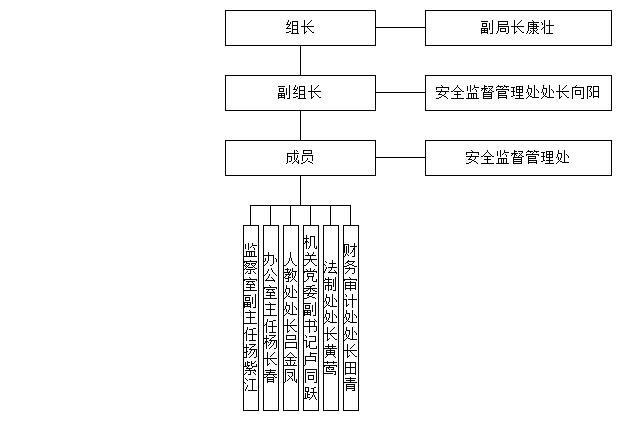 组长
副局长康壮
副组长
安全监督管理处处长向阳
成员
安全监督管理处
监察室副主任扬紫江
办公室主任杨长春
人教处处长吕金凤
机关党委副书记卢同跃
法制处处长黄莺
财务审计处处长田青